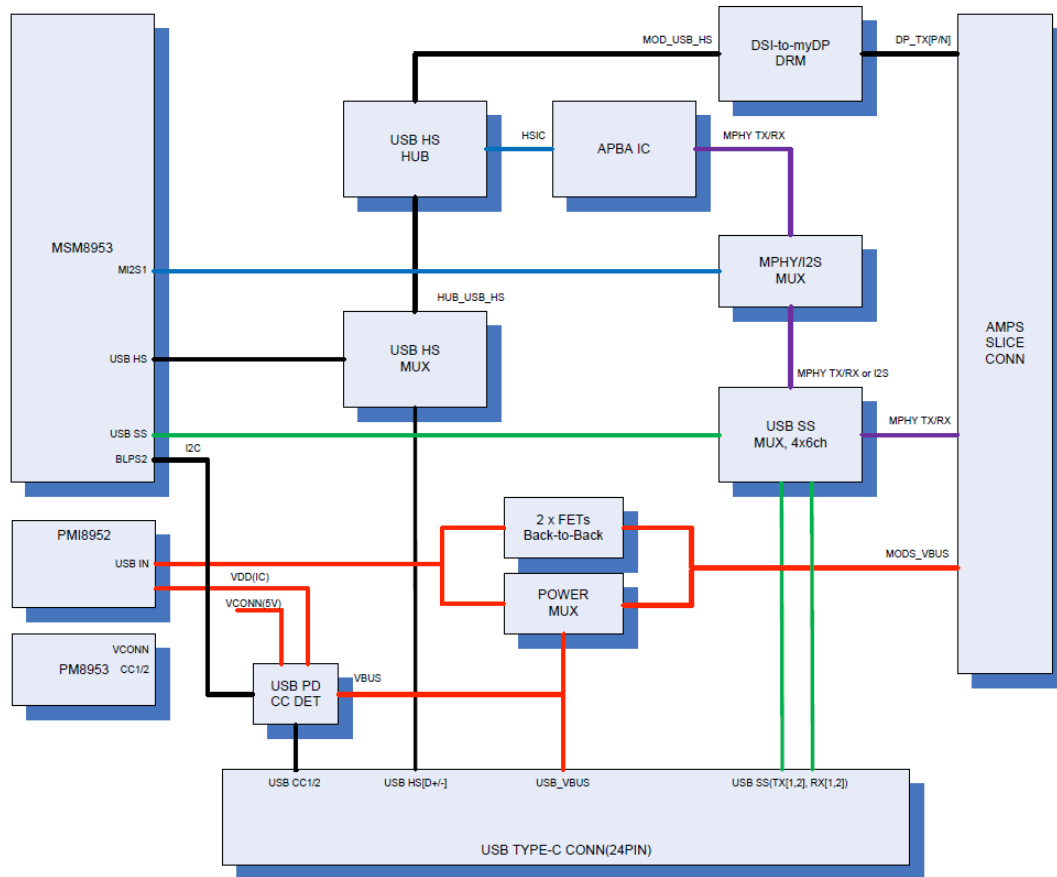 MOD_USB_HS
DSI-to-myDP
DRM
DP_TX[P/N]
USB HS
HUB
HSIC
APBA IC
MPHY TX/RX
MSM8953
MI2S1
MPHY/I2S
MUX
HUB_USB_HS
USB HS
USB HS
MUX
AMPS
SLICE
CONN
MPHY TX/RX or I2S
USB SS
I2C
BLPS2
USB SS
MUX, 4x6ch
MPHY TX/RX
PMI8952
USB IN
2 x FETs
Back-to-Back
MODS_VBUS
VDD(IC)
VCONN(5V)
POWER
MUX
VCONN
PM8953
CC1/2
USB PD
CC DET
VBUS
USB CC1/2
USB HS[D+/-]
USB_VBUS
USB SS(TX[1,2], RX[1,2])
USB TYPE-C CONN(24PIN)